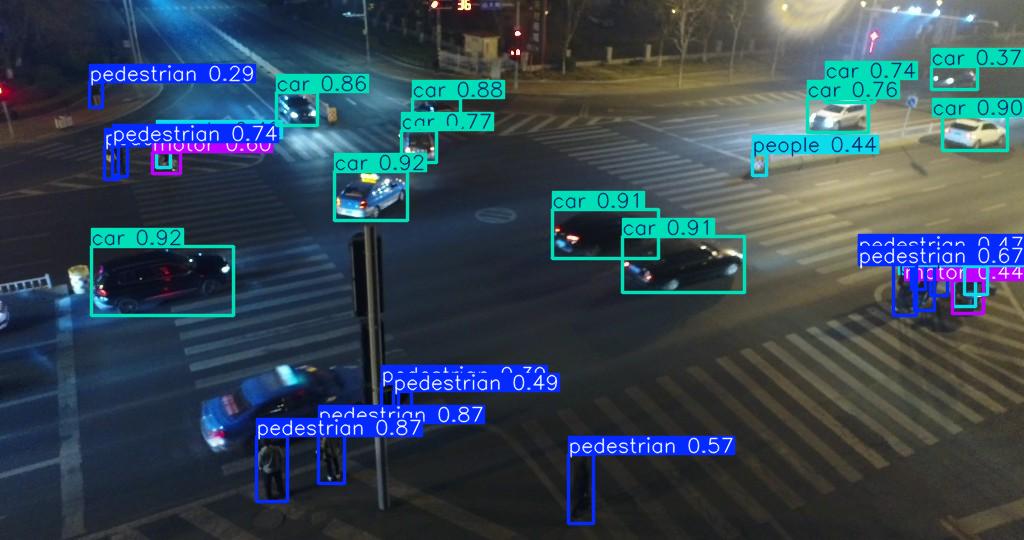 36
car 0.37
pedestrian 0.29
car 0.74
car 0.86
car 0.88
car 0.76
car 0.90
car 0.77
pedestrian 0.74
motor 0.60
people 0.44
car 0.92
car 0.91
car 0.91
car 0.92
pedestrian 0.47
pedestrian 0.67
motor 0.44
pedestrian 0.49
pedestrian 0.87
pedestrian 0.87
pedestrian 0.57